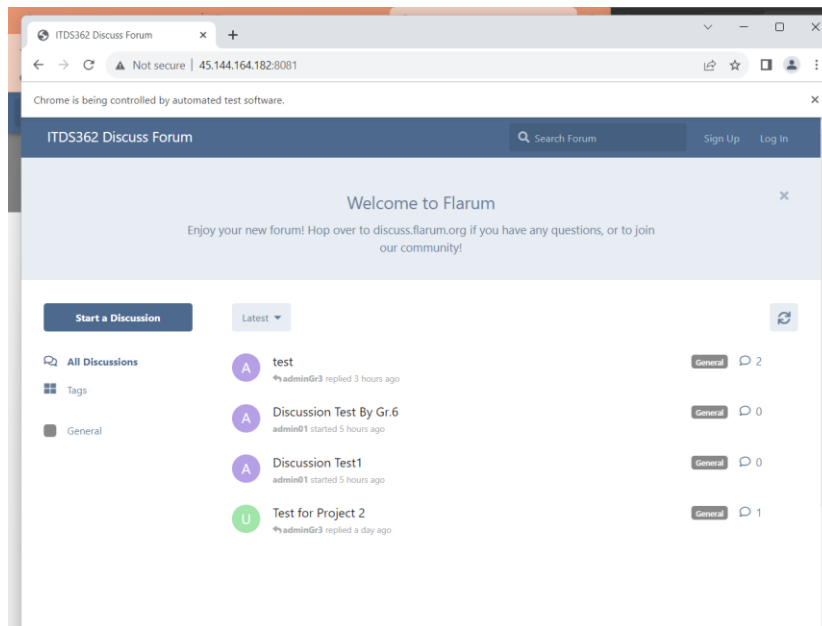 ITDS362 Discuss Forum
Not secure | 45.144.164.182:8081
Chrome is being controlled by automated test software.
ITDS362 Discuss Forum
Search Forum
Sign Up
Log In
Welcome to Flarum
Enjoy your new forum! Hop over to discuss.flarum.org if you have any questions, or to join
our community!
Start a Discussion
Latest
All Discussions
Tags
General
A
test
adminGr3 replied 3 hours ago
General
2
A
Discussion Test By Gr.6
admin01 started 5 hours ago
General
0
A
Discussion Test1
admin01 started 5 hours ago
General
0
U
Test for Project 2
adminGr3 replied a day ago
General
1